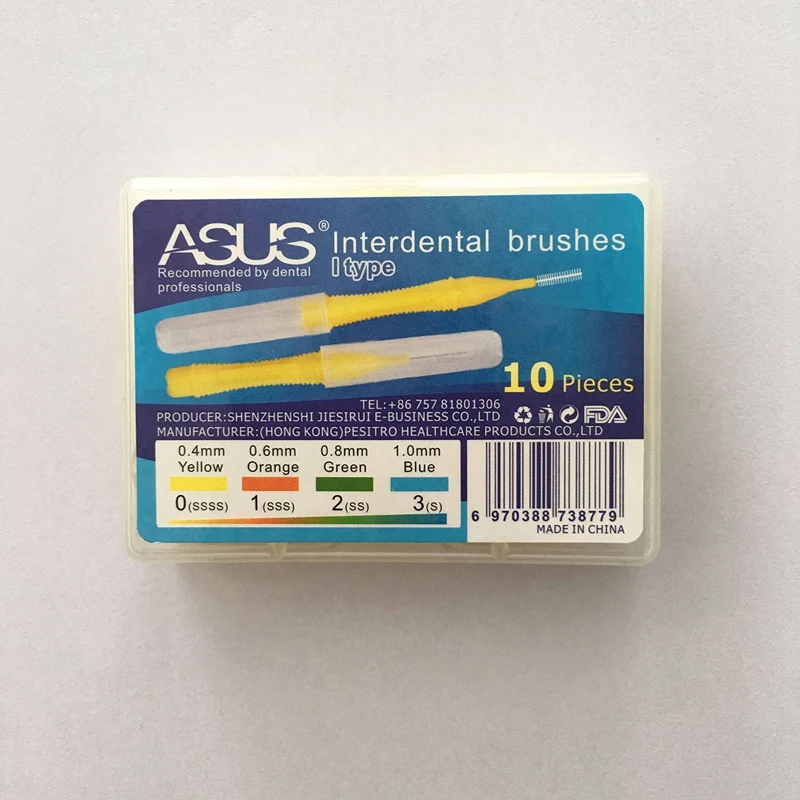 ASUS® Interdental brushes
I type
Recommended by dental
professionals
10 Pieces
TEL:+86 757 81801306
PRODUCER:SHENZHENSHI JIESIRUI E-BUSINESS CO.,LTD
FDA
MANUFACTURER:(HONG KONG)PESITRO HEALTHCARE PRODUCTS CO.,LTD
0.4mm 0.6mm 0.8mm 1.0mm
Yellow Orange Green Blue
0(SSSS) 1(SSS) 2(SS) 3(S)
6 970388 738779
MADE IN CHINA